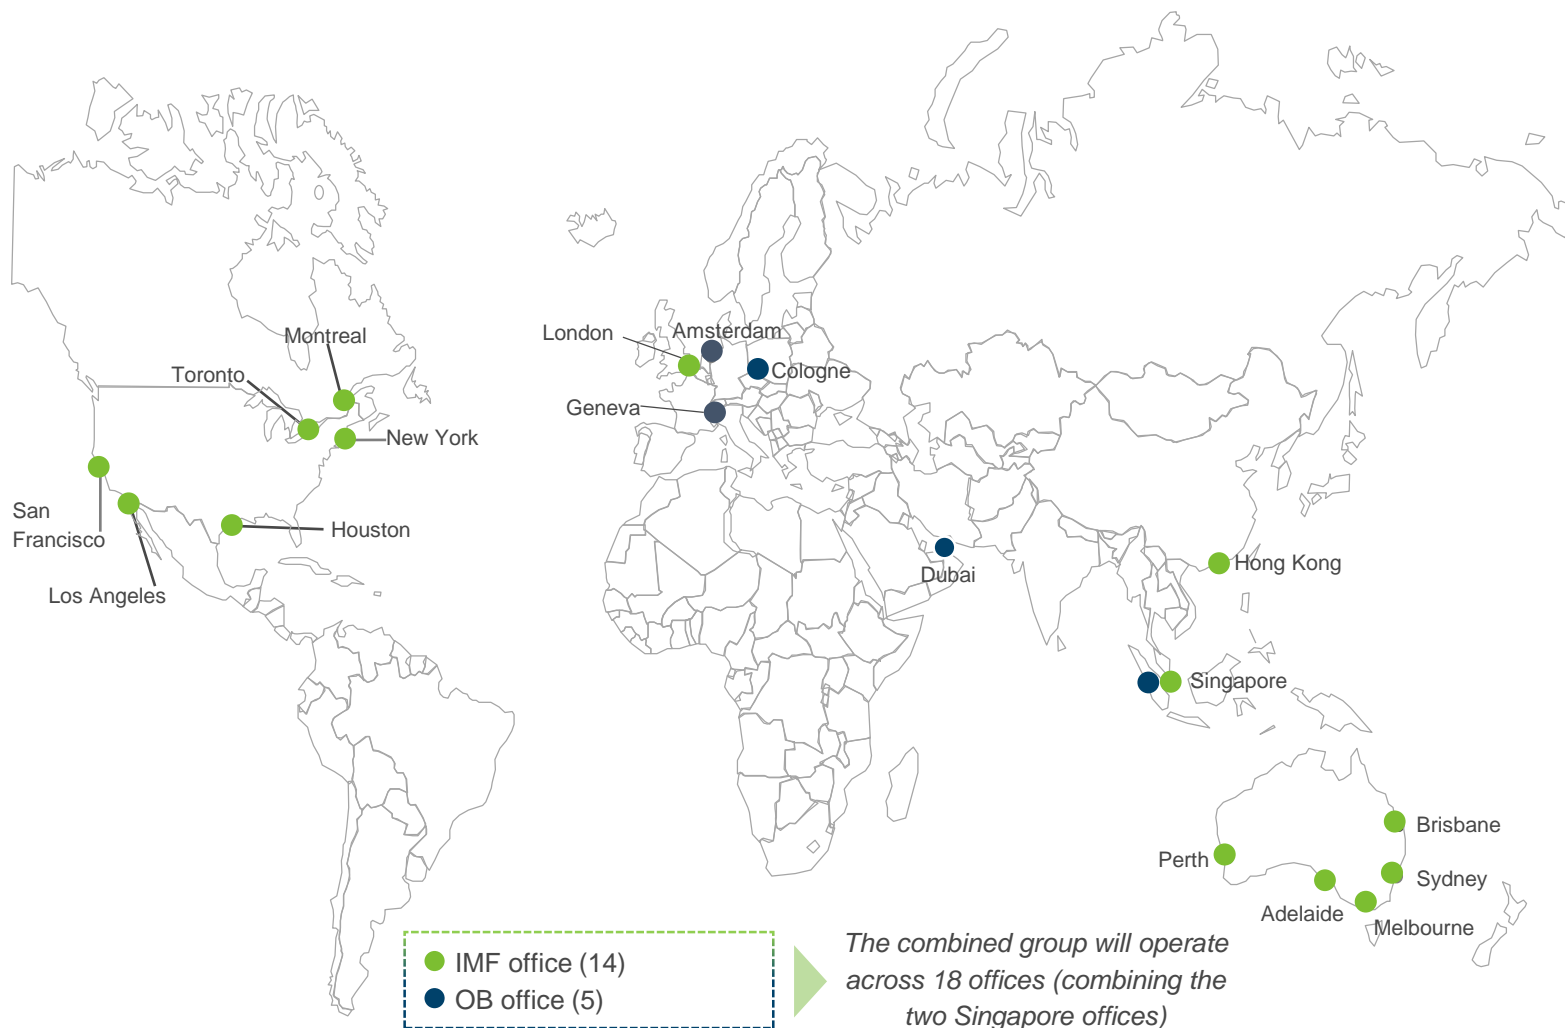 London
Amsterdam
Montreal
Toronto
Cologne
Geneva
New York
San
Francisco
Houston
Los Angeles
Hong Kong
Dubai
Singapore
Brisbane
Perth
Sydney
Adelaide
Melbourne
IMF office (14)
OB office (5)
The combined group will operate
across 18 offices (combining the
two Singapore offices)